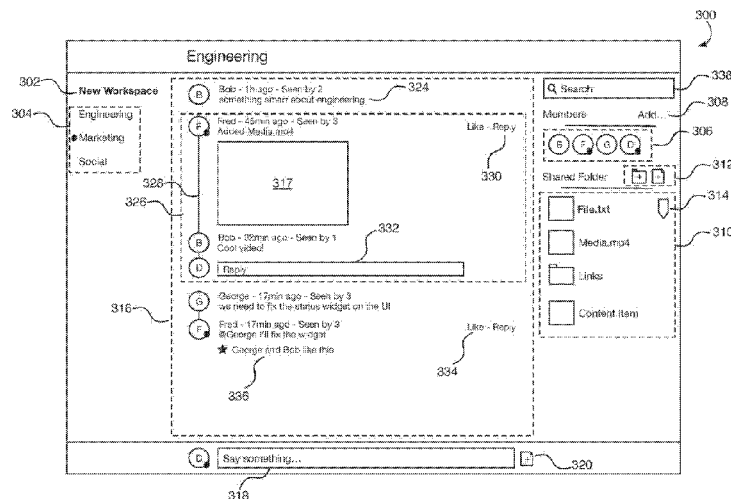 300
Engineering
302
New Workspace
304
Engineering
Marketing
Social
B
Bob - 1h ago - Seen by 2
something smart about engineering
324
F
Fred - 45min ago - Seen by 3
Added Media.mp4
Like - Reply
330
317
328
326
B
Bob - 32min ago - Seen by 1
Cool video!
332
D
Reply
316
G
George - 17min ago - Seen by 3
we need to fix the status widget on the UI
F
Fred - 17min ago - Seen by 3
@George I'll fix the widget
Like - Reply
George and Bob like this
336
334
D
Say something...
318
320
Search
338
Members
Add...
308
B F G D
306
Shared Folder
312
File.txt
314
Media.mp4
310
Links
Content Item